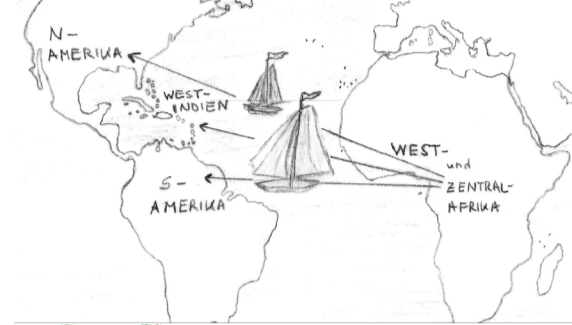 N-
AMERIKA
WEST-
INDIEN
S-
AMERIKA
WEST-
und
ZENTRAL-
AFRIKA